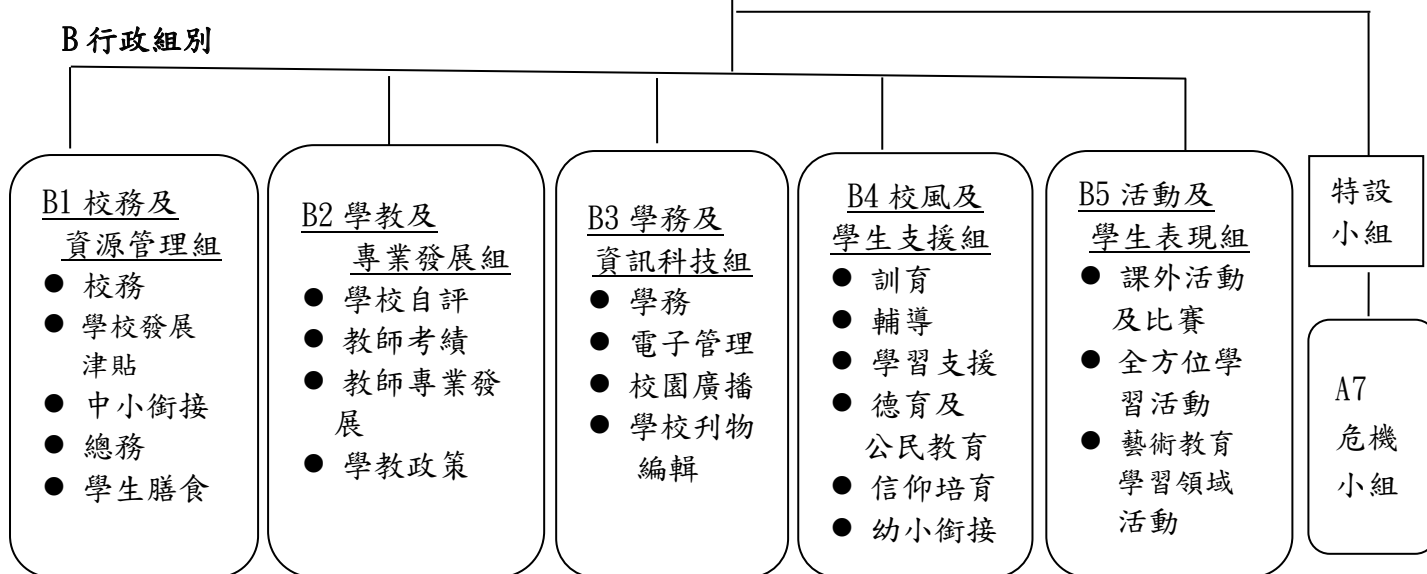 B 行政組別
B1 校務及
資源管理組
● 校務
● 學校發展
津貼
● 中小銜接
● 總務
● 學生膳食
B2 學教及
專業發展組
● 學校自評
● 教師考績
● 教師專業發
展
● 學教政策
B3 學務及
資訊科技組
● 學務
● 電子管理
● 校園廣播
● 學校刊物
編輯
B4 校風及
學生支援組
● 訓育
● 輔導
● 學習支援
● 德育及
公民教育
● 信仰培育
● 幼小銜接
B5 活動及
學生表現組
● 課外活動
及比賽
● 全方位學
習活動
● 藝術教育
學習領域
活動
特設
小組
A7
危機
小組